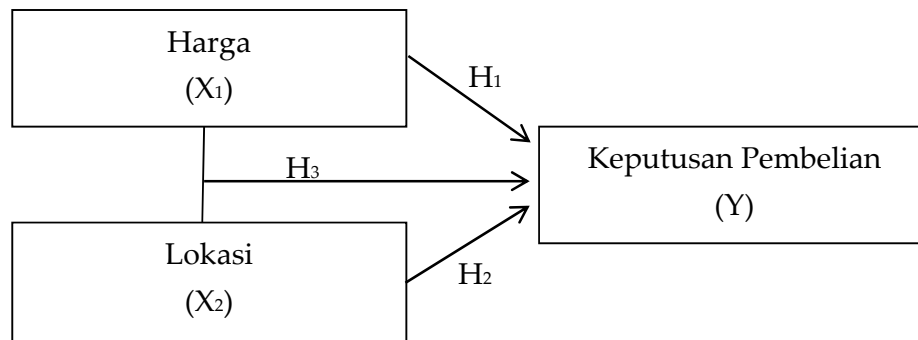 Harga
(X₁)
H₁
Keputusan Pembelian
(Y)
H₃
Lokasi
(X₂)
H₂